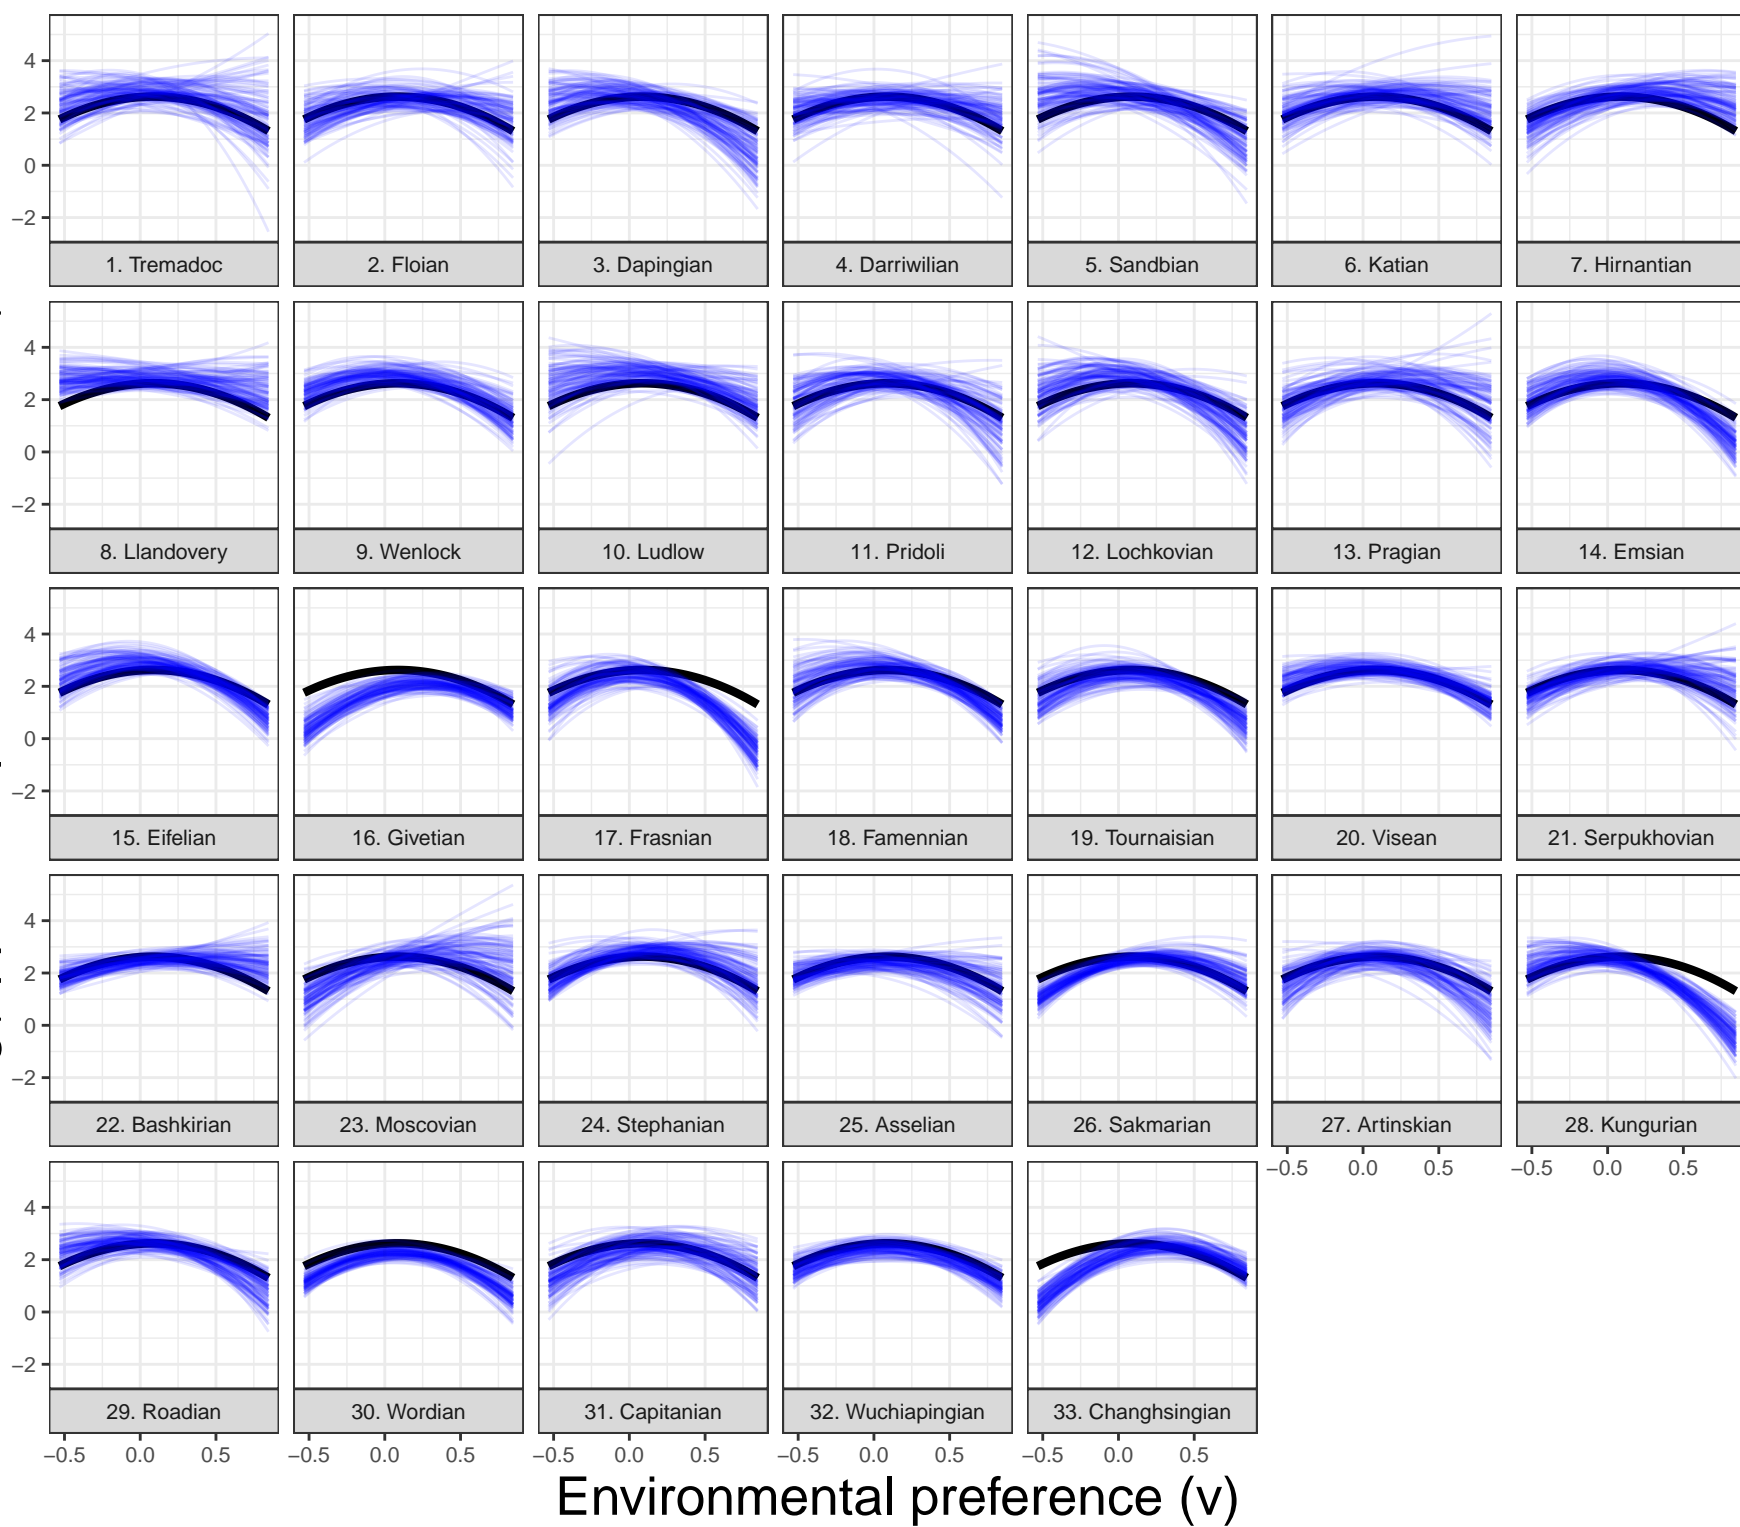 4
2
0
−2
1. Tremadoc 2. Floian 3. Dapingian 4. Darriwilian 5. Sandbian 6. Katian 7. Hirnantian
4
2
0
−2
8. Llandovery 9. Wenlock 10. Ludlow 11. Pridoli 12. Lochkovian 13. Pragian 14. Emsian
4
2
0
−2
15. Eifelian 16. Givetian 17. Frasnian 18. Famennian 19. Tournaisian 20. Visean 21. Serpukhovian
4
2
0
−2
22. Bashkirian 23. Moscovian 24. Stephanian 25. Asselian 26. Sakmarian 27. Artinskian 28. Kungurian
−0.5 0.0 0.5 −0.5 0.0 0.5
4
2
0
−2
29. Roadian 30. Wordian 31. Capitanian 32. Wuchiapingian 33. Changhsingian
−0.5 0.0 0.5 −0.5 0.0 0.5 −0.5 0.0 0.5 −0.5 0.0 0.5 −0.5 0.0 0.5
Environmental preference (v)